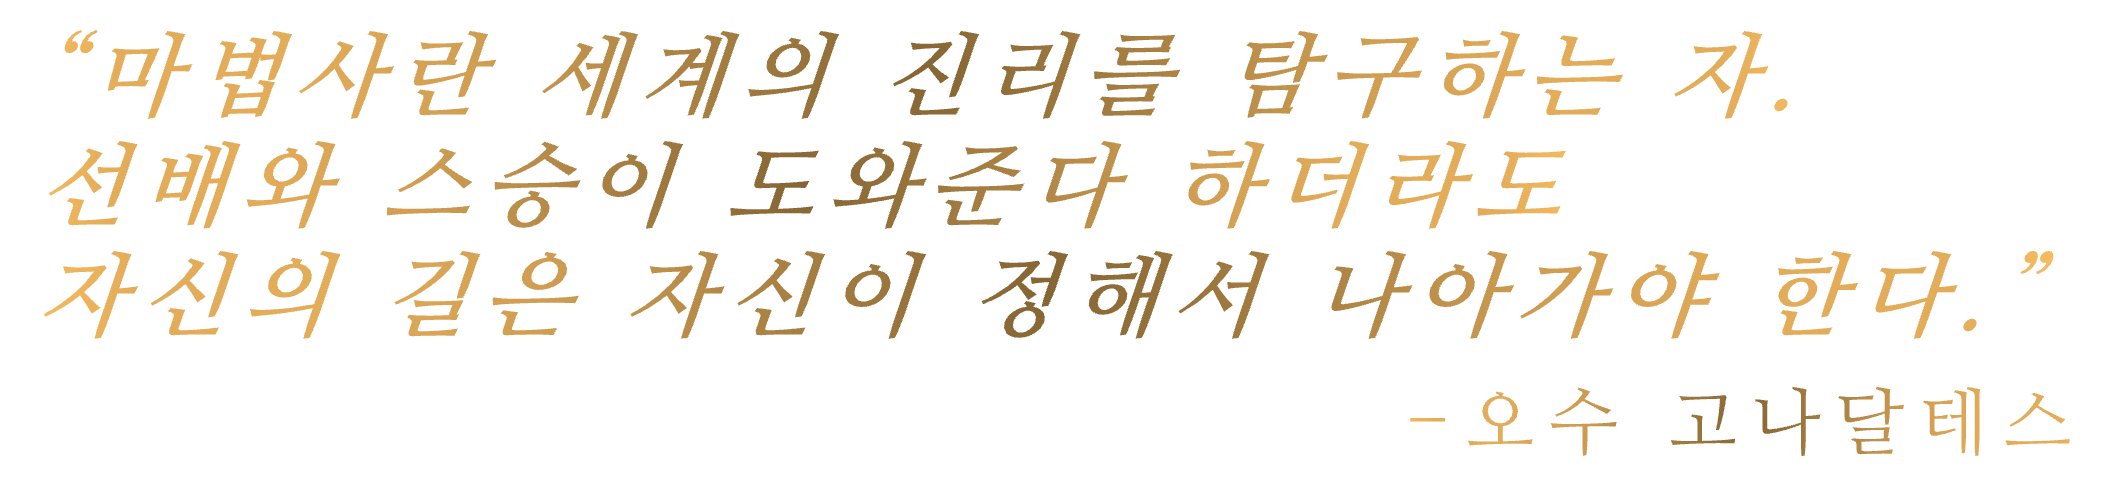 “마법사란 세계의 진리를 탐구하는 자.
선배와 스승이 도와준다 하더라도
자신의 길은 자신이 정해서 나아가야 한다.”
- 오수 고나달테스